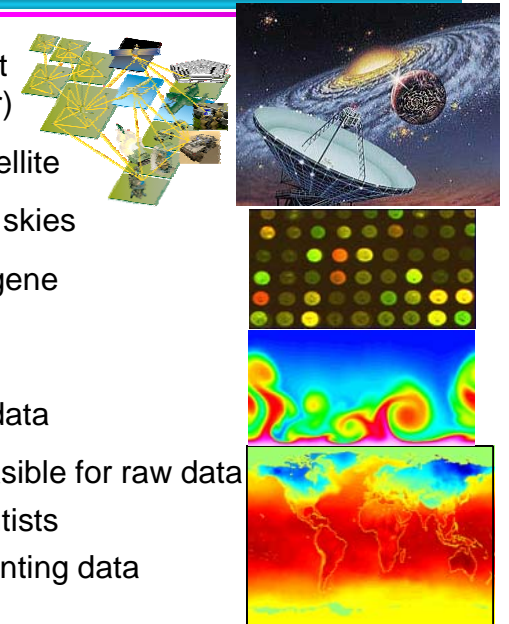 t
r)
ellite
skies
gene
data
sible for raw data
tists
nting data